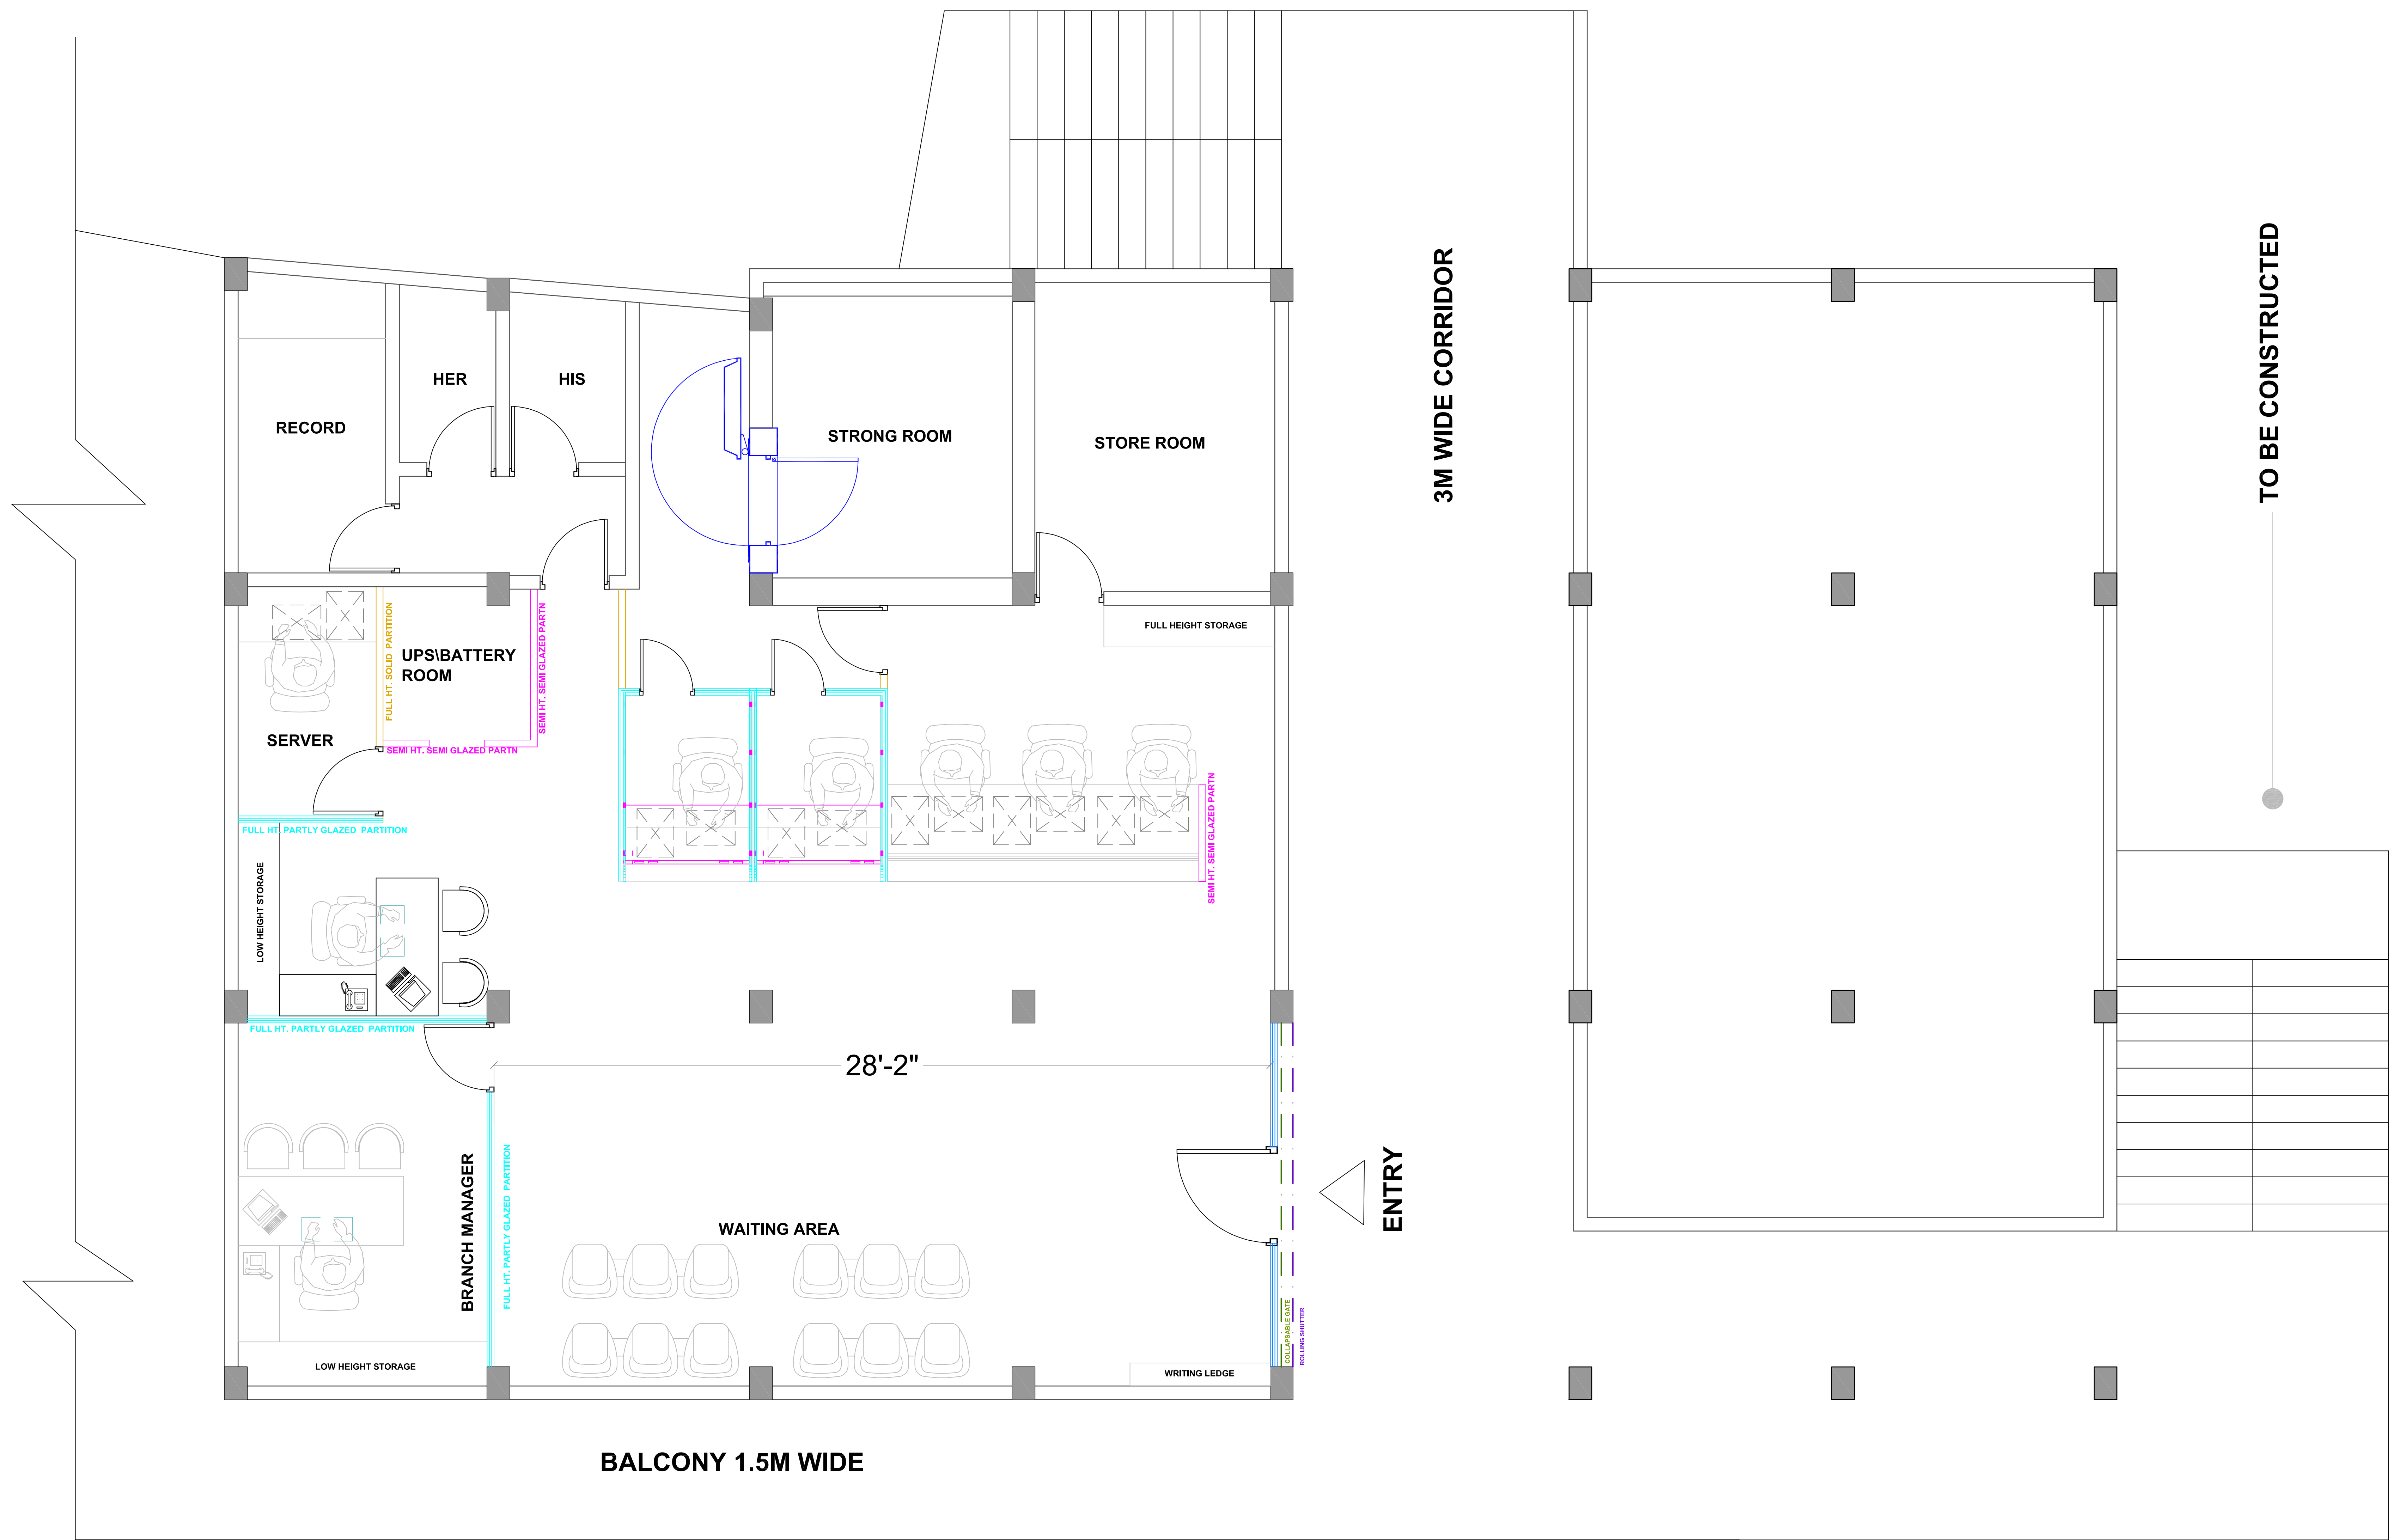 3M WIDE CORRIDOR
TO BE CONSTRUCTED
HER
HIS
RECORD
STRONG ROOM
STORE ROOM
FULL HEIGHT STORAGE
FULL HT. SOLID  PARTITION
UPS\BATTERY
ROOM
SEMI HT. SEMI GLAZED PARTN
SERVER
SEMI HT. SEMI GLAZED PARTN
FULL HT. PARTLY GLAZED  PARTITION
SEMI HT. SEMI GLAZED PARTN
LOW HEIGHT STORAGE
FULL HT. PARTLY GLAZED  PARTITION
28'-2"
BRANCH MANAGER
FULL HT. PARTLY GLAZED  PARTITION
WAITING AREA
ENTRY
COLLAPSABLE GATE
ROLLING SHUTTER
LOW HEIGHT STORAGE
WRITING LEDGE
BALCONY 1.5M WIDE